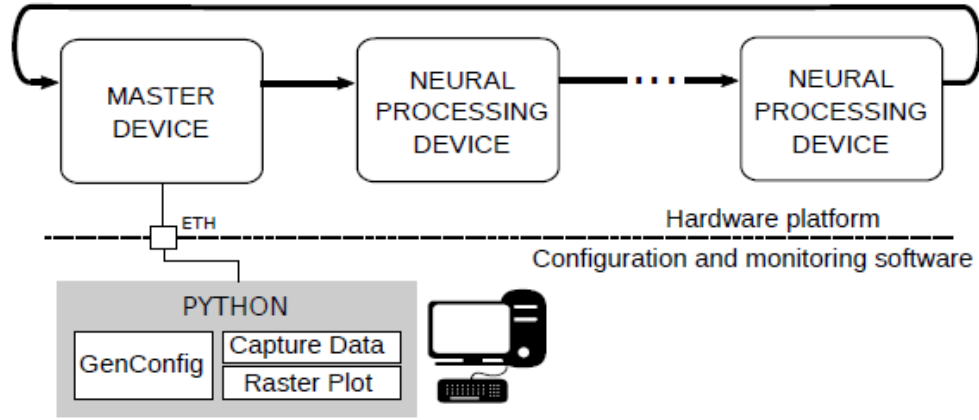 MASTER
DEVICE
NEURAL
PROCESSING
DEVICE
...
NEURAL
PROCESSING
DEVICE
ETH
Hardware platform
Configuration and monitoring software
PYTHON
GenConfig
Capture Data
Raster Plot